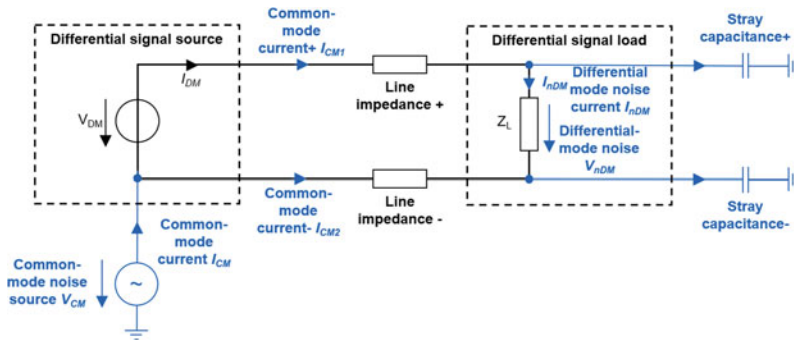 Common-
mode
current+ I_CM1
Stray
capacitance+
Differential signal source
Differential signal load
I_DM
Line
impedance +
I_nDM
Differential
mode noise
current I_nDM
V_DM
Z_L
Differential-
mode noise
V_nDM
Common-
mode
current- I_CM2
Line
impedance -
Stray
capacitance-
Common-
mode
current I_CM
Common-
mode noise
source V_CM
~